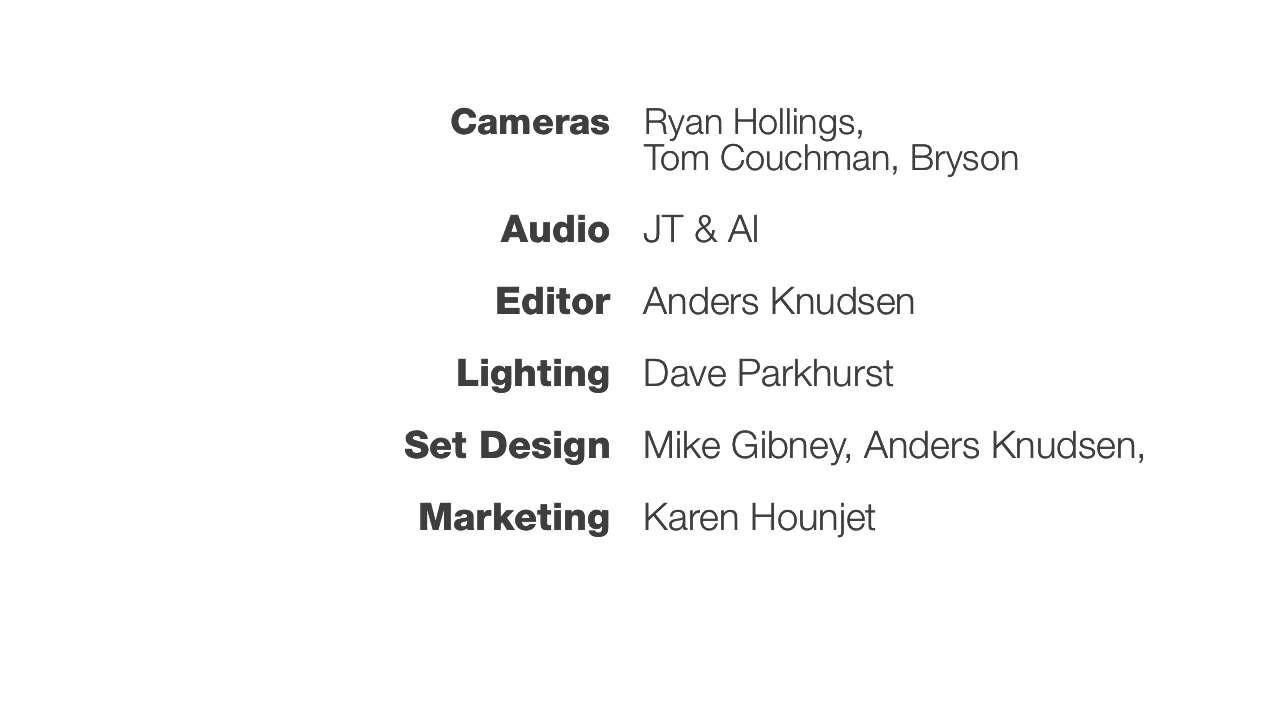 Cameras Ryan Hollings,
Tom Couchman, Bryson
Audio JT & Al
Editor Anders Knudsen
Lighting Dave Parkhurst
Set Design Mike Gibney, Anders Knudsen,
Marketing Karen Hounjet